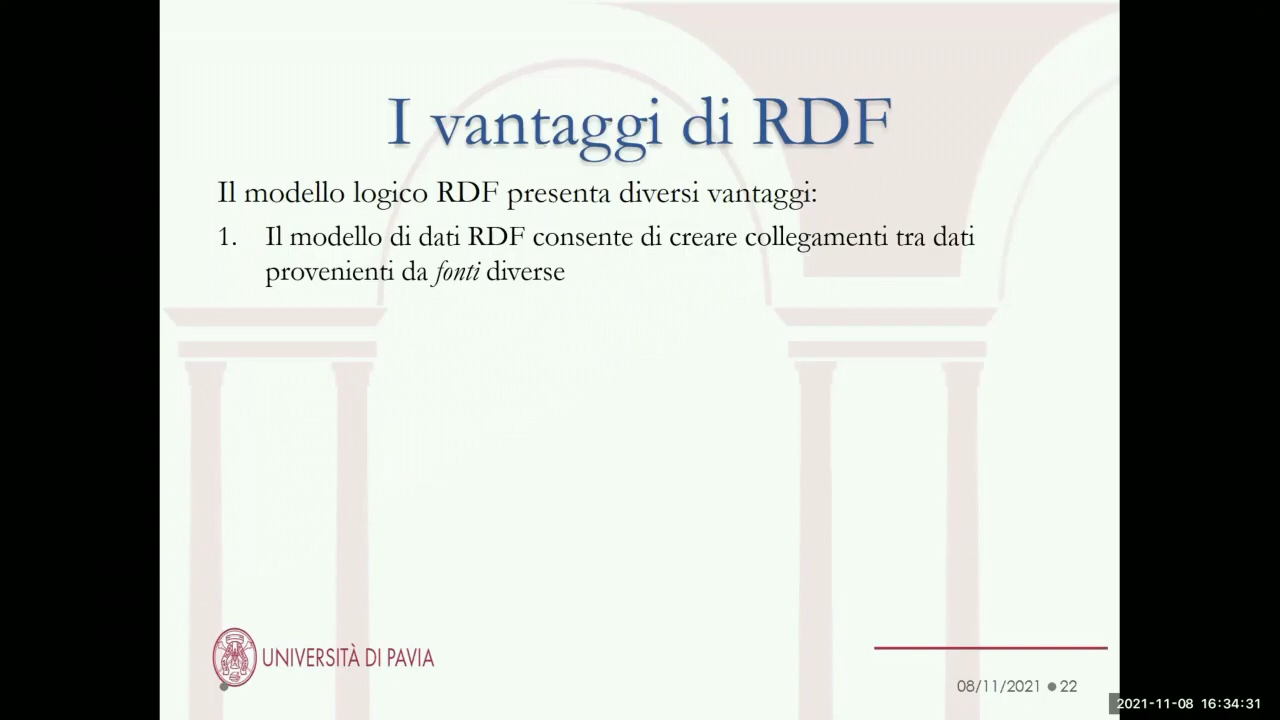 I vantaggi di RDF
Il modello logico RDF presenta diversi vantaggi:
1. Il modello di dati RDF consente di creare collegamenti tra dati
provenienti da fonti diverse
UNIVERSITÀ DI PAVIA
08/11/2021 ● 22
2021-11-08 16:34:31